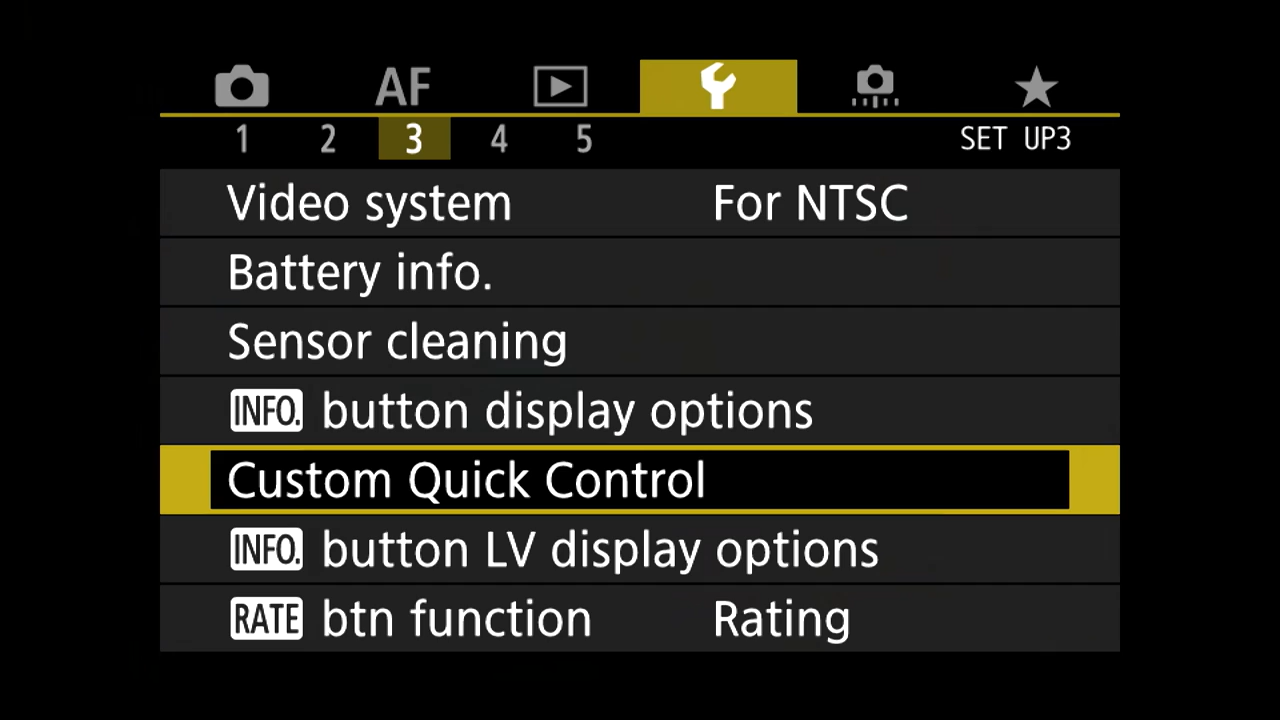 AF
1 2 3 4 5 SET UP3
Video system For NTSC
Battery info.
Sensor cleaning
INFO. button display options
Custom Quick Control
INFO. button LV display options
RATE btn function Rating